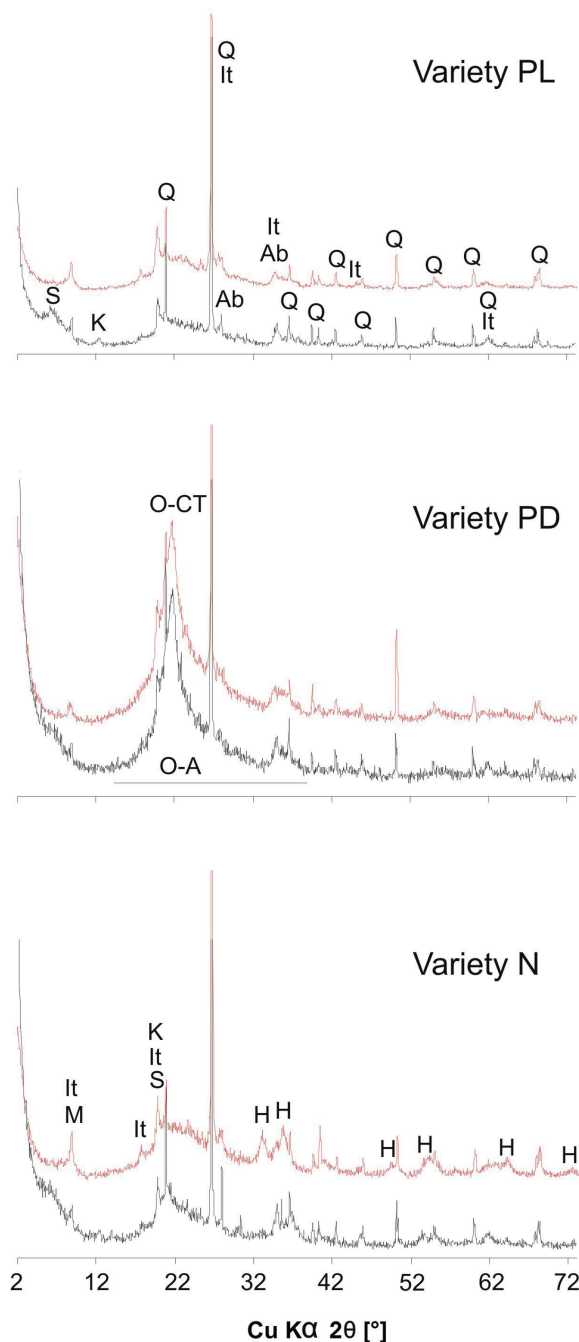 Q
It
Variety PL
Q
It
Ab
Q
It
Q
Q
Q
Q
S
K
Ab
Q
Q
Q
Q
It
O-CT
Variety PD
O-A
Variety N
K
It
S
It
M
It
H
H
H
H
H
H
2 12 22 32 42 52 62 72
Cu Kα 2θ [°]